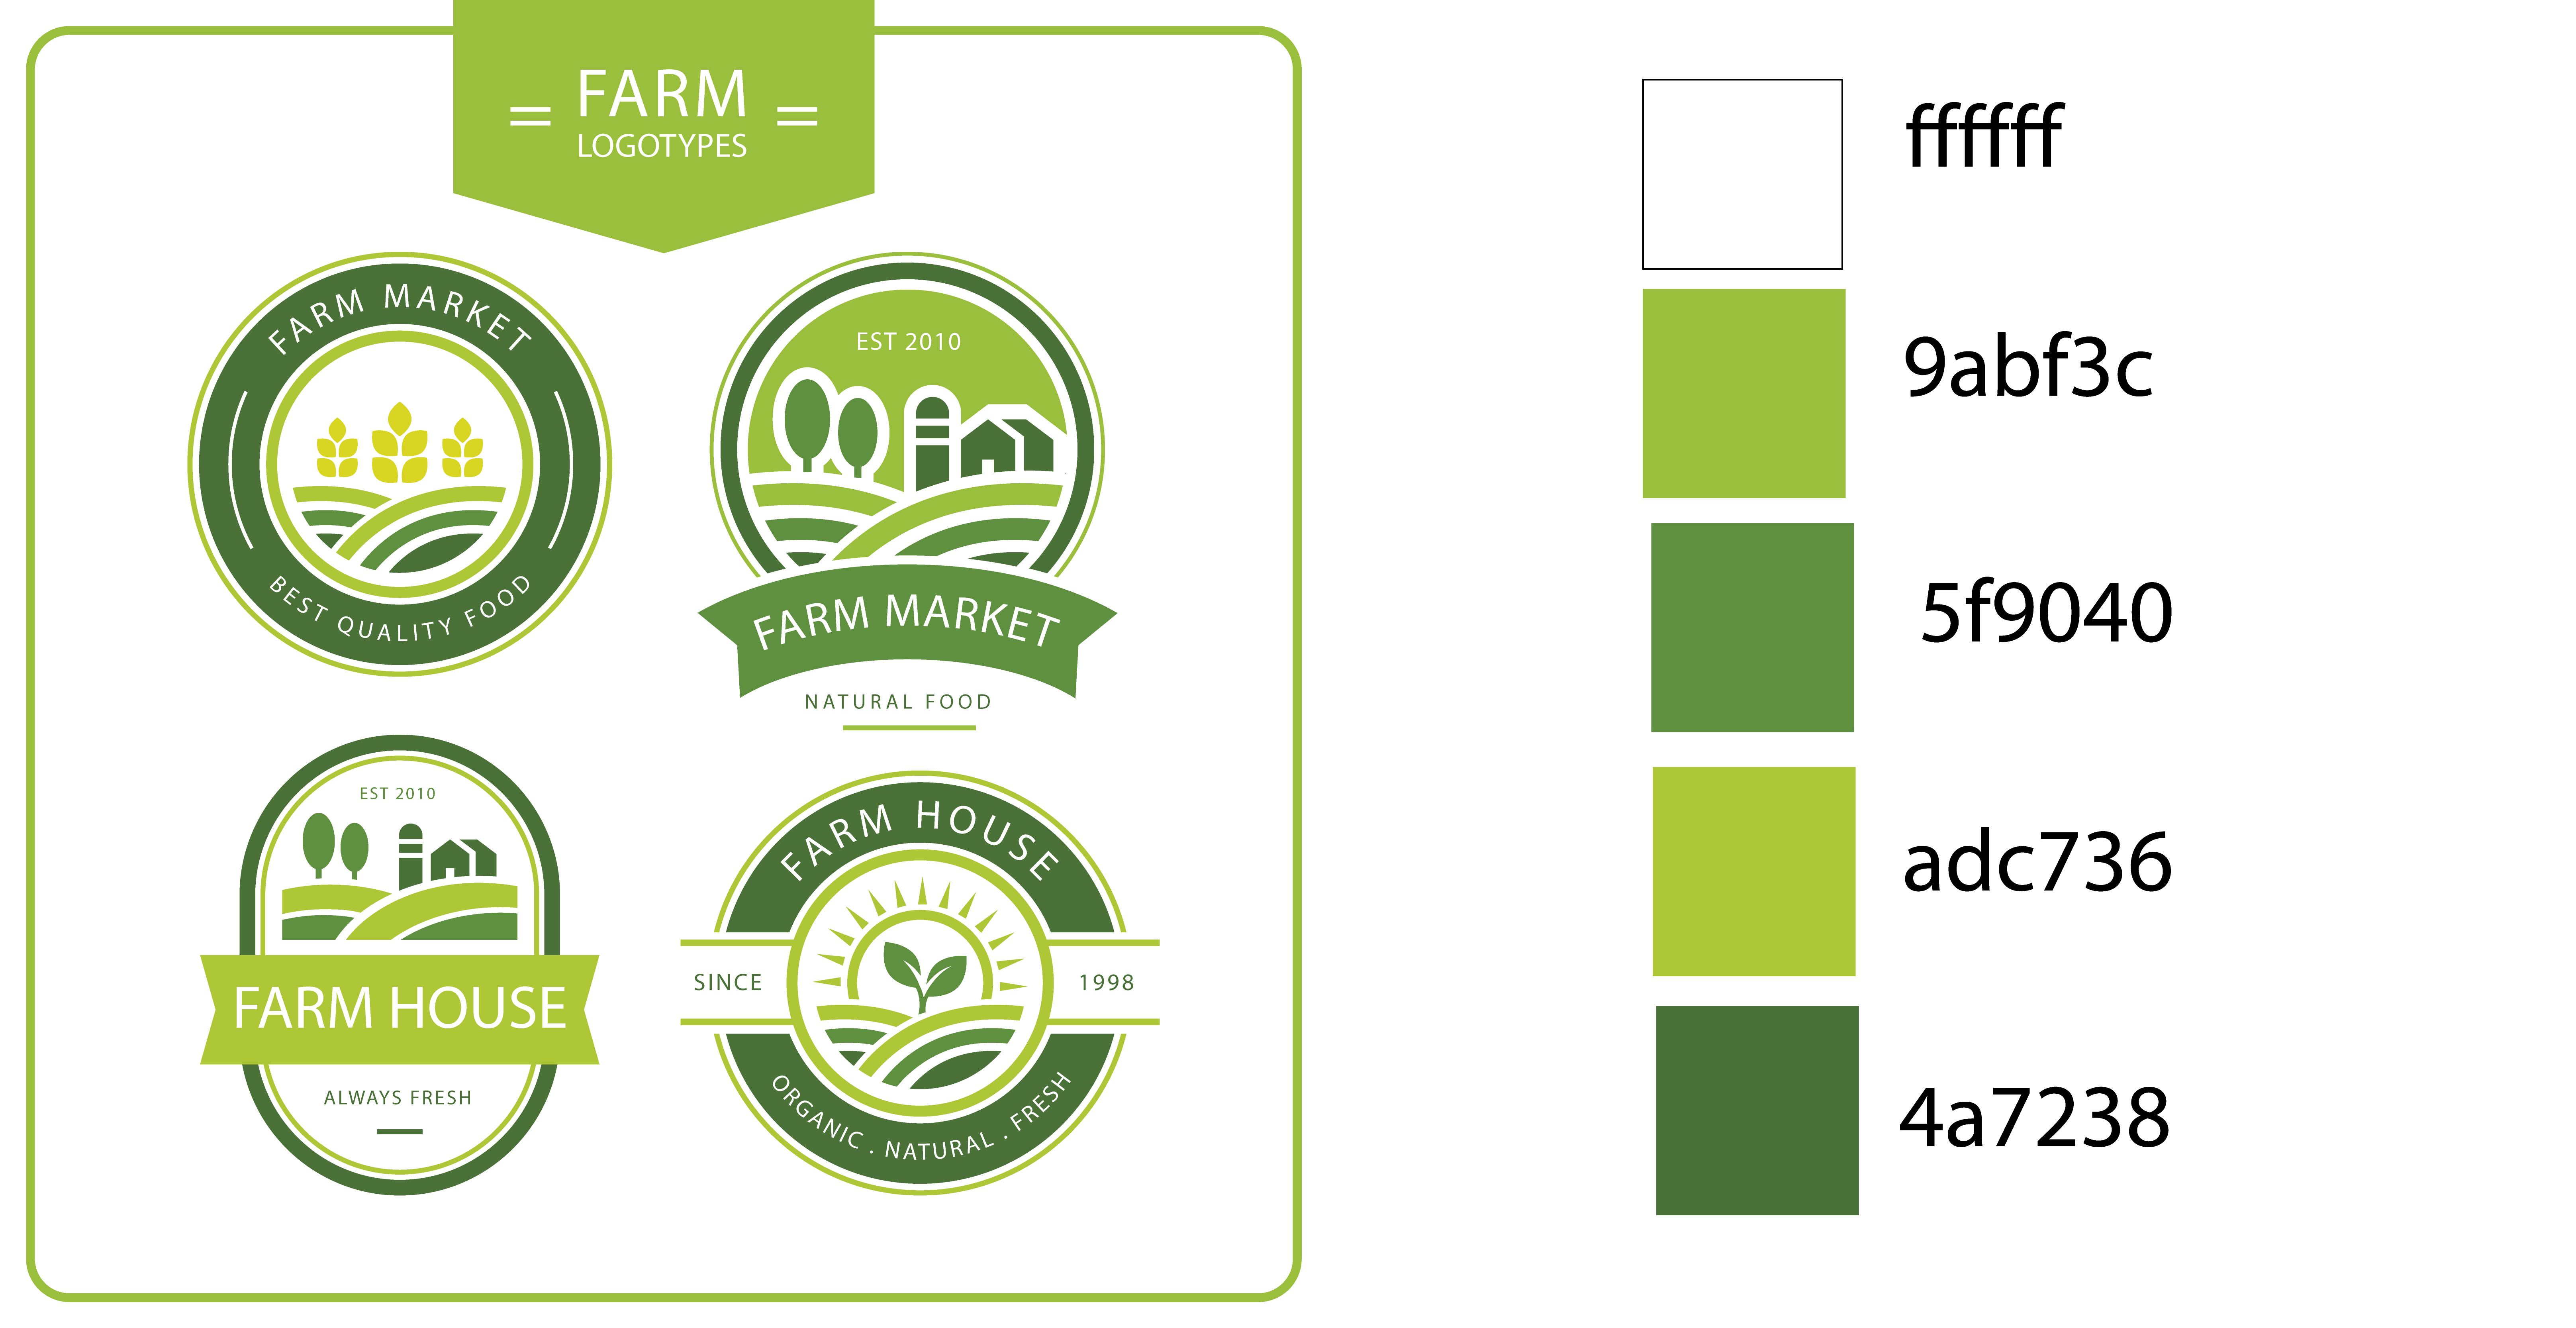 = FARM =
LOGOTYPES
FARM MARKET
BEST QUALITY FOOD
EST 2010
FARM MARKET
NATURAL FOOD
EST 2010
FARM HOUSE
ALWAYS FRESH
FARM HOUSE
SINCE 1998
ORGANIC . NATURAL . FRESH
ffffff
9abf3c
5f9040
adc736
4a7238